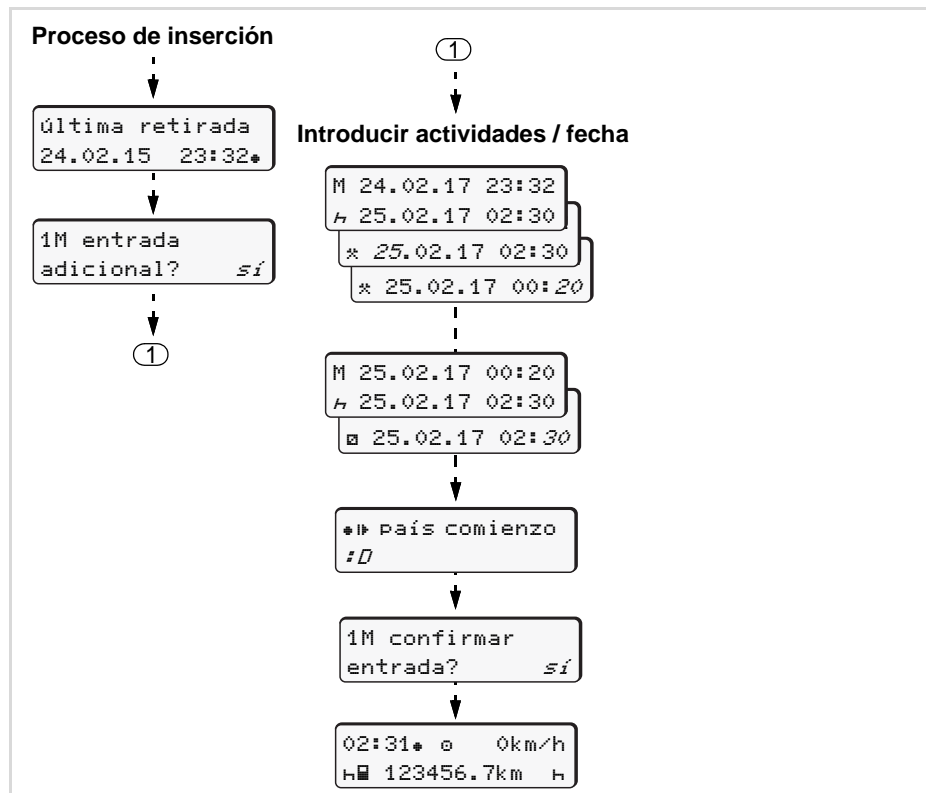 Proceso de inserción
última retirada
24.02.15 23:32
1M entrada
adicional? sí
1
1
Introducir actividades / fecha
M 24.02.17 23:32
25.02.17 02:30
25.02.17 02:30
25.02.17 00:20
M 25.02.17 00:20
25.02.17 02:30
25.02.17 02:30
país comienzo
:D
1M confirmar
entrada? sí
02:31 0km/h
123456.7km